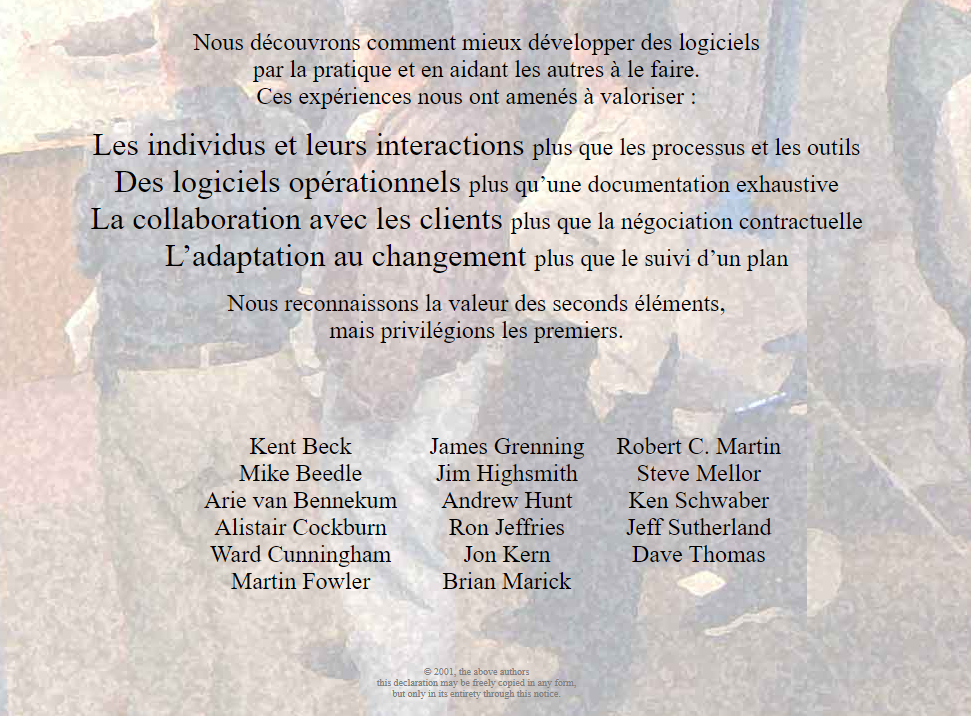 Nous découvrons comment mieux développer des logiciels
par la pratique et en aidant les autres à le faire.
Ces expériences nous ont amenés à valoriser :
Les individus et leurs interactions plus que les processus et les outils
Des logiciels opérationnels plus qu’une documentation exhaustive
La collaboration avec les clients plus que la négociation contractuelle
L’adaptation au changement plus que le suivi d’un plan
Nous reconnaissons la valeur des seconds éléments,
mais privilégions les premiers.
Kent Beck
Mike Beedle
Arie van Bennekum
Alistair Cockburn
Ward Cunningham
Martin Fowler
James Grenning
Jim Highsmith
Andrew Hunt
Ron Jeffries
Jon Kern
Brian Marick
Robert C. Martin
Steve Mellor
Ken Schwaber
Jeff Sutherland
Dave Thomas
© 2001, the above authors
this declaration may be freely copied in any form,
but only in its entirety through this notice.